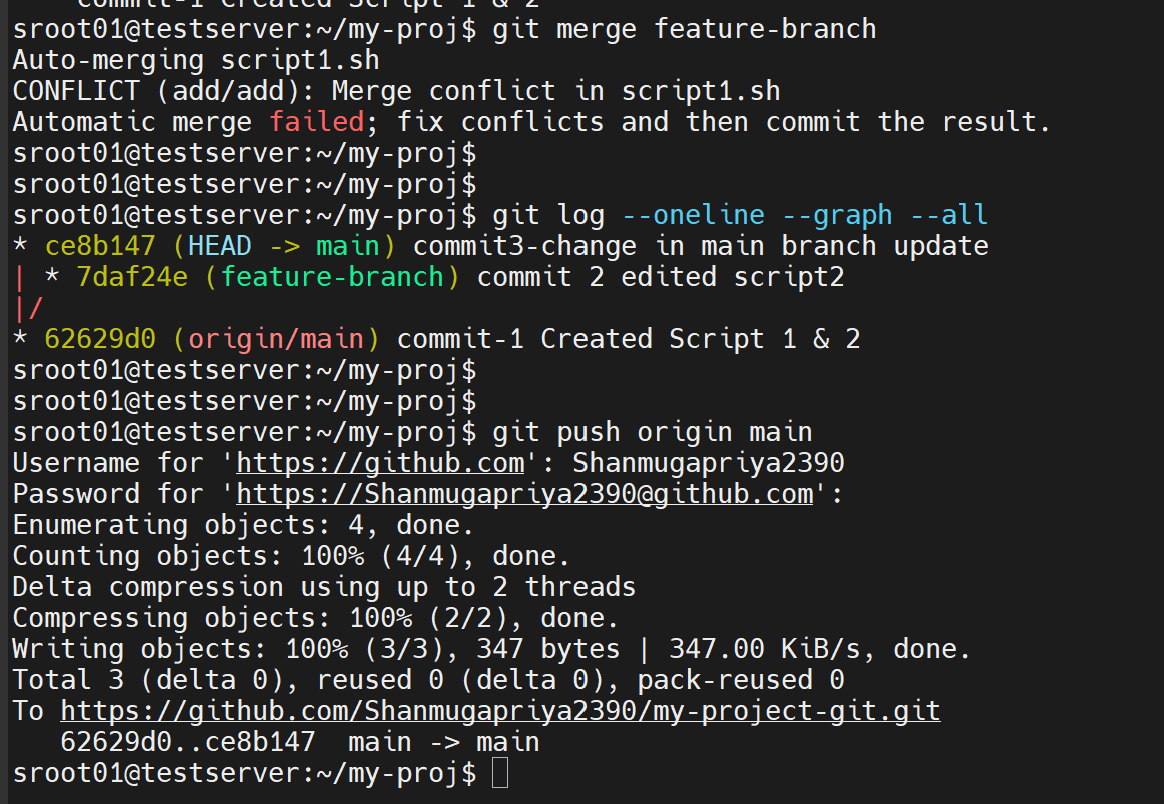 commit-1 Created Script 1 & 2
sroot01@testserver:~/my-proj$ git merge feature-branch
Auto-merging script1.sh
CONFLICT (add/add): Merge conflict in script1.sh
Automatic merge failed; fix conflicts and then commit the result.
sroot01@testserver:~/my-proj$
sroot01@testserver:~/my-proj$
sroot01@testserver:~/my-proj$ git log --oneline --graph --all
* ce8b147 (HEAD -> main) commit3-change in main branch update
| * 7daf24e (feature-branch) commit 2 edited script2
|/
* 62629d0 (origin/main) commit-1 Created Script 1 & 2
sroot01@testserver:~/my-proj$
sroot01@testserver:~/my-proj$
sroot01@testserver:~/my-proj$ git push origin main
Username for 'https://github.com': Shanmugapriya2390
Password for 'https://Shanmugapriya2390@github.com':
Enumerating objects: 4, done.
Counting objects: 100% (4/4), done.
Delta compression using up to 2 threads
Compressing objects: 100% (2/2), done.
Writing objects: 100% (3/3), 347 bytes | 347.00 KiB/s, done.
Total 3 (delta 0), reused 0 (delta 0), pack-reused 0
To https://github.com/Shanmugapriya2390/my-project-git.git
   62629d0..ce8b147  main -> main
sroot01@testserver:~/my-proj$